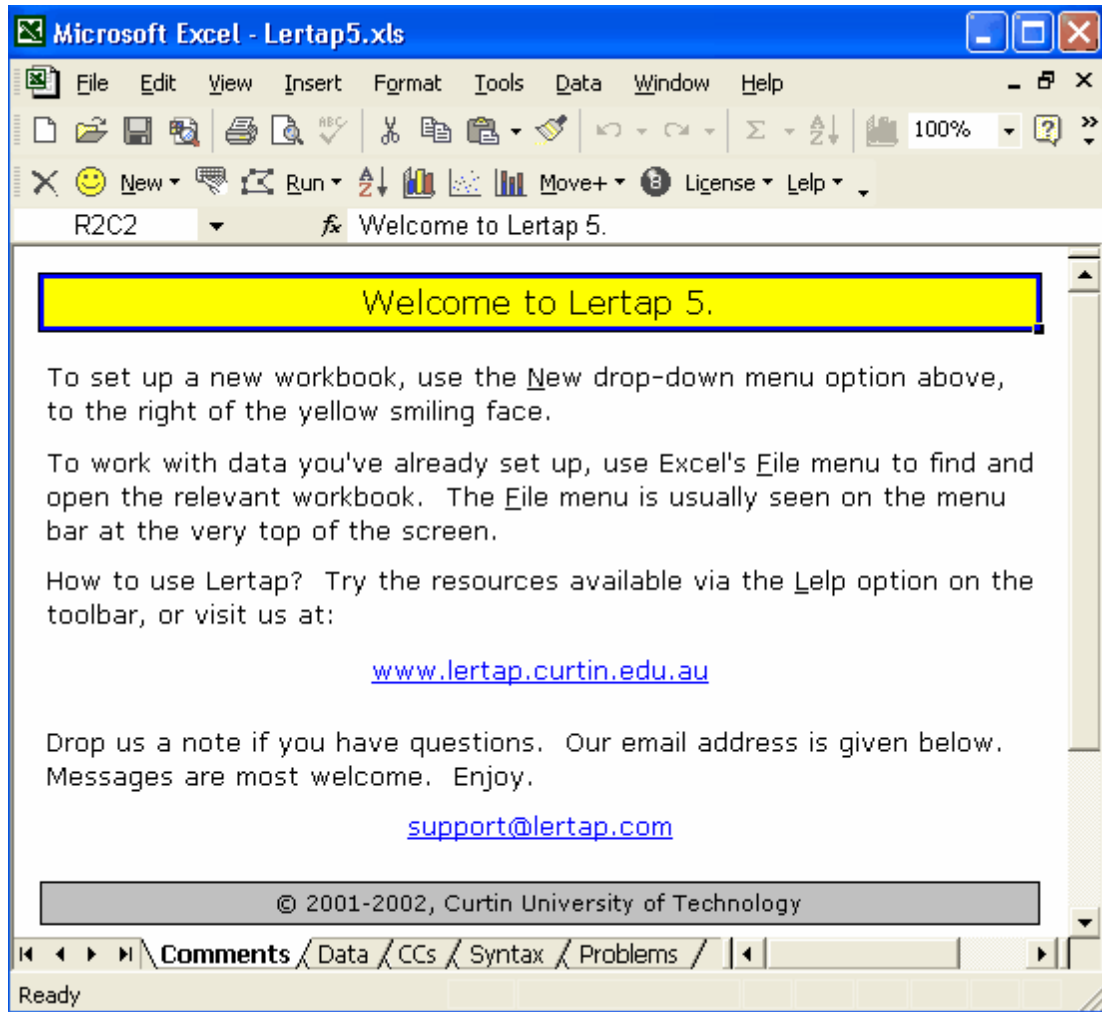 Microsoft Excel - Lertap5.xls
File Edit View Insert Format Tools Data Window Help
ABC Σ A Z 100% ?
New A Z Run Move+ 8 License Lelp
R2C2 fx Welcome to Lertap 5.
Welcome to Lertap 5.
To set up a new workbook, use the New drop-down menu option above,
to the right of the yellow smiling face.
To work with data you've already set up, use Excel's File menu to find and
open the relevant workbook. The File menu is usually seen on the menu
bar at the very top of the screen.
How to use Lertap? Try the resources available via the Lelp option on the
toolbar, or visit us at:
www.lertap.curtin.edu.au
Drop us a note if you have questions. Our email address is given below.
Messages are most welcome. Enjoy.
support@lertap.com
© 2001-2002, Curtin University of Technology
Comments Data CCs Syntax Problems
Ready